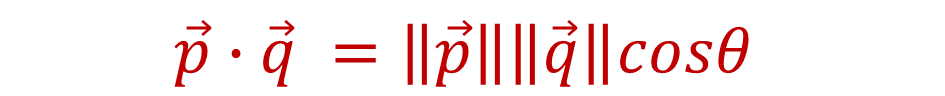 p⃗ · q⃗ = ‖p⃗‖‖q⃗‖cosθ